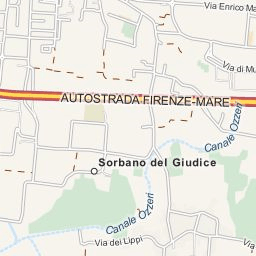 Via Enrico Ma
Via di Mu
AUTOSTRADA FIRENZE-MARE
Canale Ozzeri
Sorbano del Giudice
Canale Ozzeri
Via dei Lippi